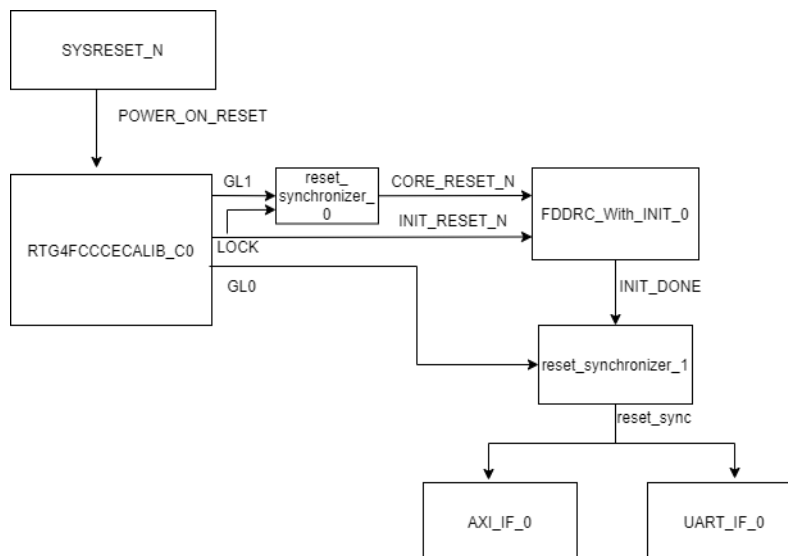 SYSRESET_N
POWER_ON_RESET
RTG4FCCCECALIB_C0
GL1
reset_
synchronizer_
0
CORE_RESET_N
INIT_RESET_N
LOCK
GL0
FDDRC_With_INIT_0
INIT_DONE
reset_synchronizer_1
reset_sync
AXI_IF_0
UART_IF_0